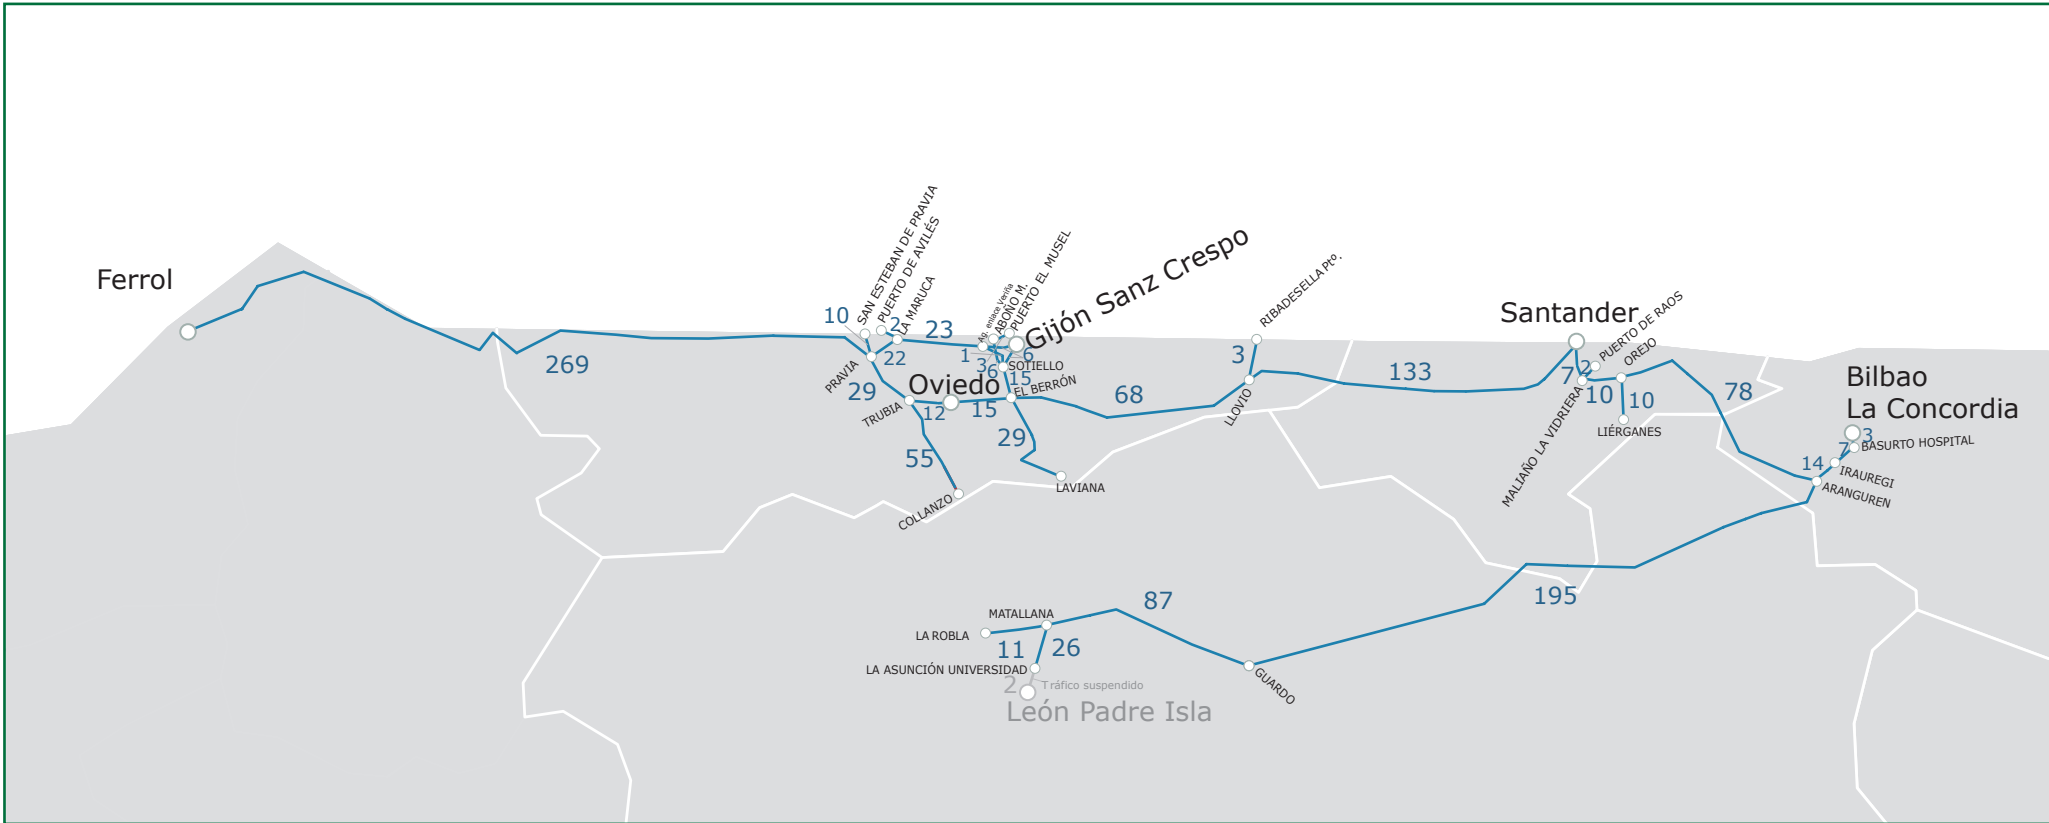 Ferrol
269
10
SAN ESTEBAN DE PRAVIA
PUERTO DE AVILÉS
2
LA MARUCA
22
23
PRAVIA
29
TRUBIA
12
Oviedo
15
55
COLLANZO
Ag. enlace Veriña
ABOÑO M.
PUERTO EL MUSEL
Gijón Sanz Crespo
1
3
6
6
SOTIELLO
15
EL BERRÓN
29
LAVIANA
68
RIBADESELLA Ptº.
3
LLOVIO
133
Santander
PUERTO DE RAOS
2
7
OREJO
10
10
MALIAÑO LA VIDRIERA
LIÉRGANES
78
Bilbao
La Concordia
3
BASURTO HOSPITAL
7
IRAUREGI
14
ARANGUREN
195
87
MATALLANA
LA ROBLA
11
26
LA ASUNCIÓN UNIVERSIDAD
2
Tráfico suspendido
León Padre Isla
GUARDO